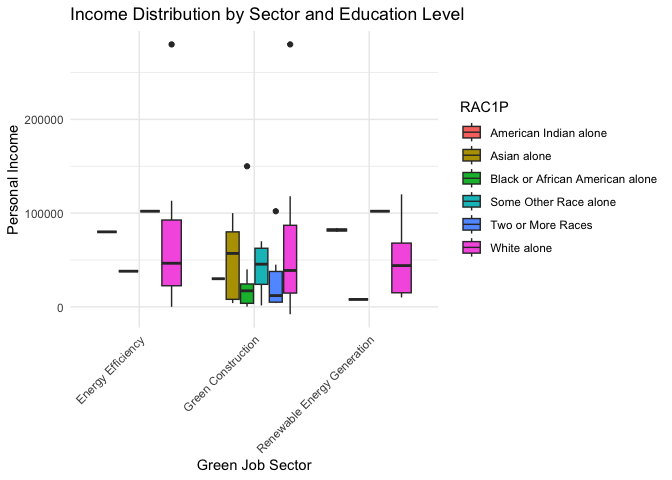 Income Distribution by Sector and Education Level
Personal Income
200000
100000
0
Energy Efficiency
Green Construction
Renewable Energy Generation
Green Job Sector
RAC1P
American Indian alone
Asian alone
Black or African American alone
Some Other Race alone
Two or More Races
White alone